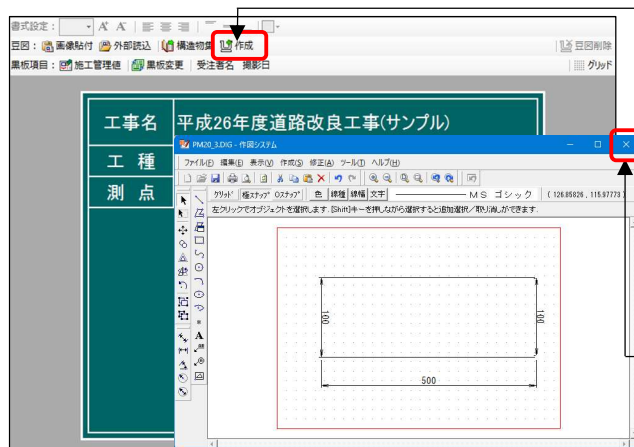 書式設定：
豆図： 画像貼付 外部読込 構造物集 作成 豆図削除
黒板項目： 施工管理値 黒板変更 受注者名 撮影日 グリッド
工事名 平成26年度道路改良工事(サンプル)
工 種
測 点
PM20_3.DIG - 作図システム
ファイル(F) 編集(E) 表示(V) 作成(S) 修正(A) ツール(T) ヘルプ(H)
グリッド 極ステップ 0ステップ 色 線種 線幅 文字 ＭＳ ゴシック ( 126.85826 , 115.97773 )
左クリックでオブジェクトを選択します. [Shift]キーを押しながら選択すると追加選択／取り消しができます.
100
100
500